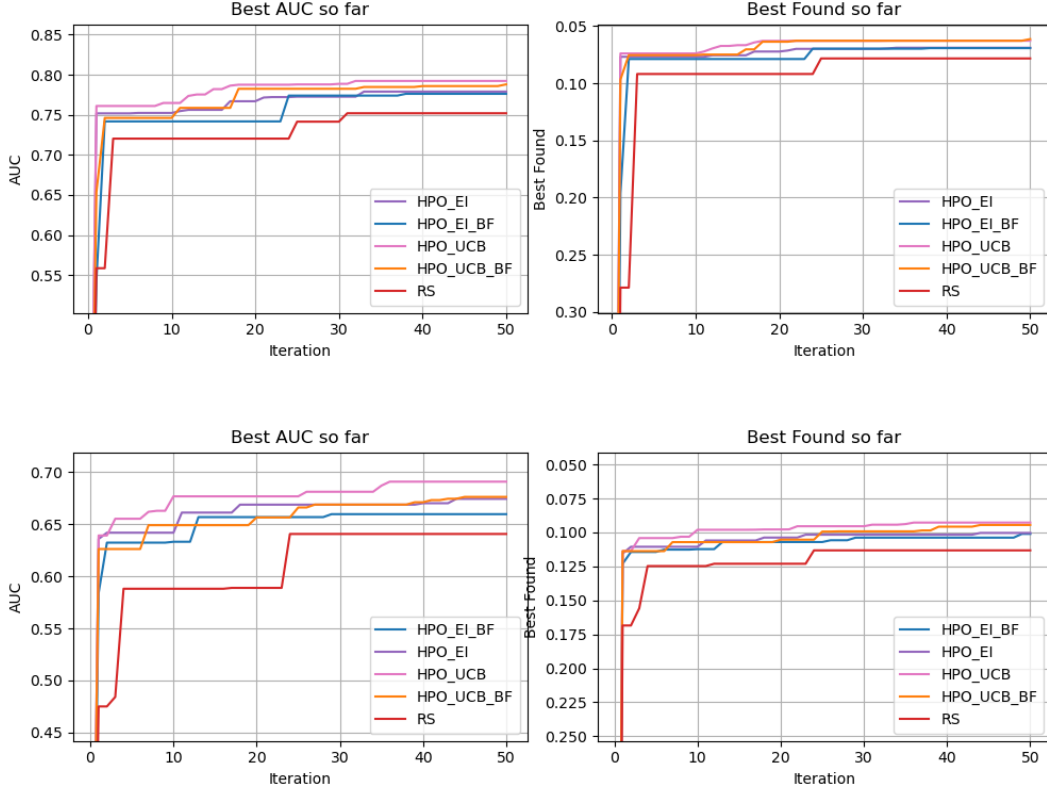 Best AUC so far
0.85
0.80
0.75
0.70
0.65
0.60
0.55
AUC
0
10
20
30
40
50
Iteration
HPO_EI
HPO_EI_BF
HPO_UCB
HPO_UCB_BF
RS
Best Found so far
0.05
0.10
0.15
0.20
0.25
0.30
Best Found
0
10
20
30
40
50
Iteration
HPO_EI
HPO_EI_BF
HPO_UCB
HPO_UCB_BF
RS
Best AUC so far
0.70
0.65
0.60
0.55
0.50
0.45
AUC
0
10
20
30
40
50
Iteration
HPO_EI_BF
HPO_EI
HPO_UCB
HPO_UCB_BF
RS
Best Found so far
0.050
0.075
0.100
0.125
0.150
0.175
0.200
0.225
0.250
Best Found
0
10
20
30
40
50
Iteration
HPO_EI_BF
HPO_EI
HPO_UCB
HPO_UCB_BF
RS